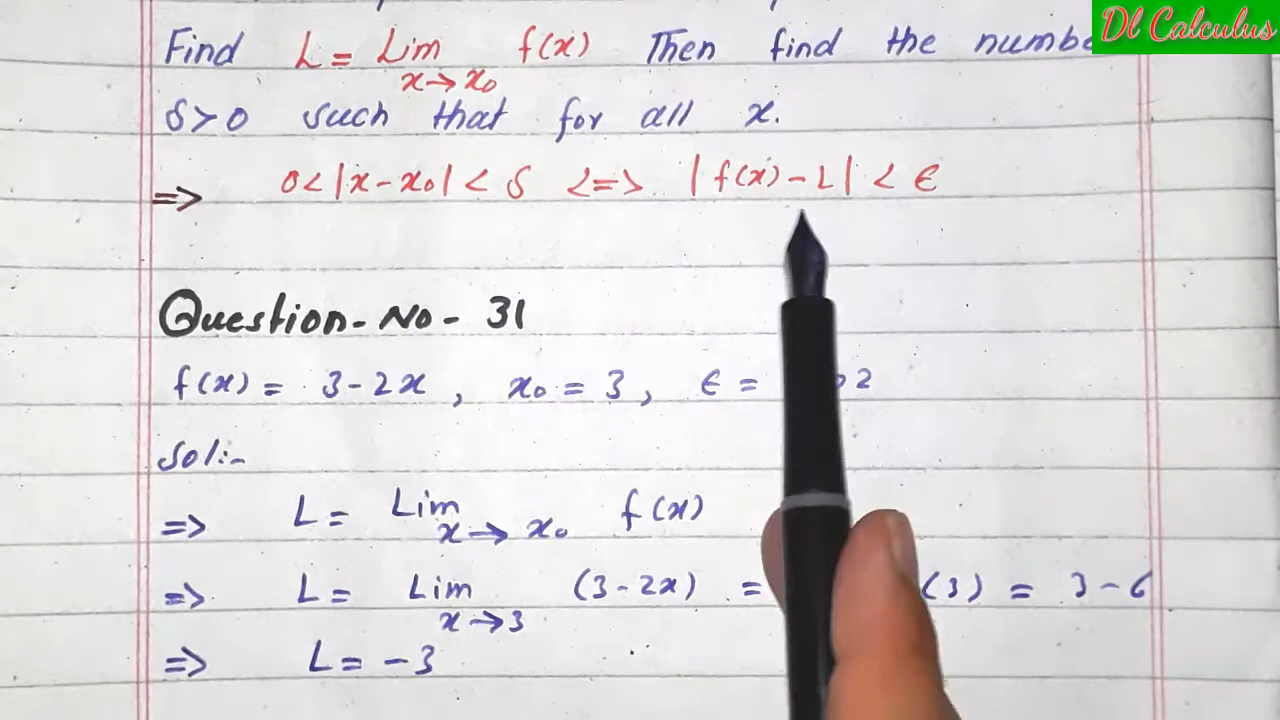 Dl Calculus
Find L = Lim f(x) Then find the numbe
x→x₀
δ>0 such that for all x.
=> 0<|x-x₀|<δ <=> |f(x)-L|<ϵ
Question-No-31
f(x) = 3-2x, x₀ = 3, ϵ = 2
Sol:-
=> L = Lim f(x)
x→x₀
=> L = Lim (3-2x) = (3) = 3-6
x→3
=> L = -3